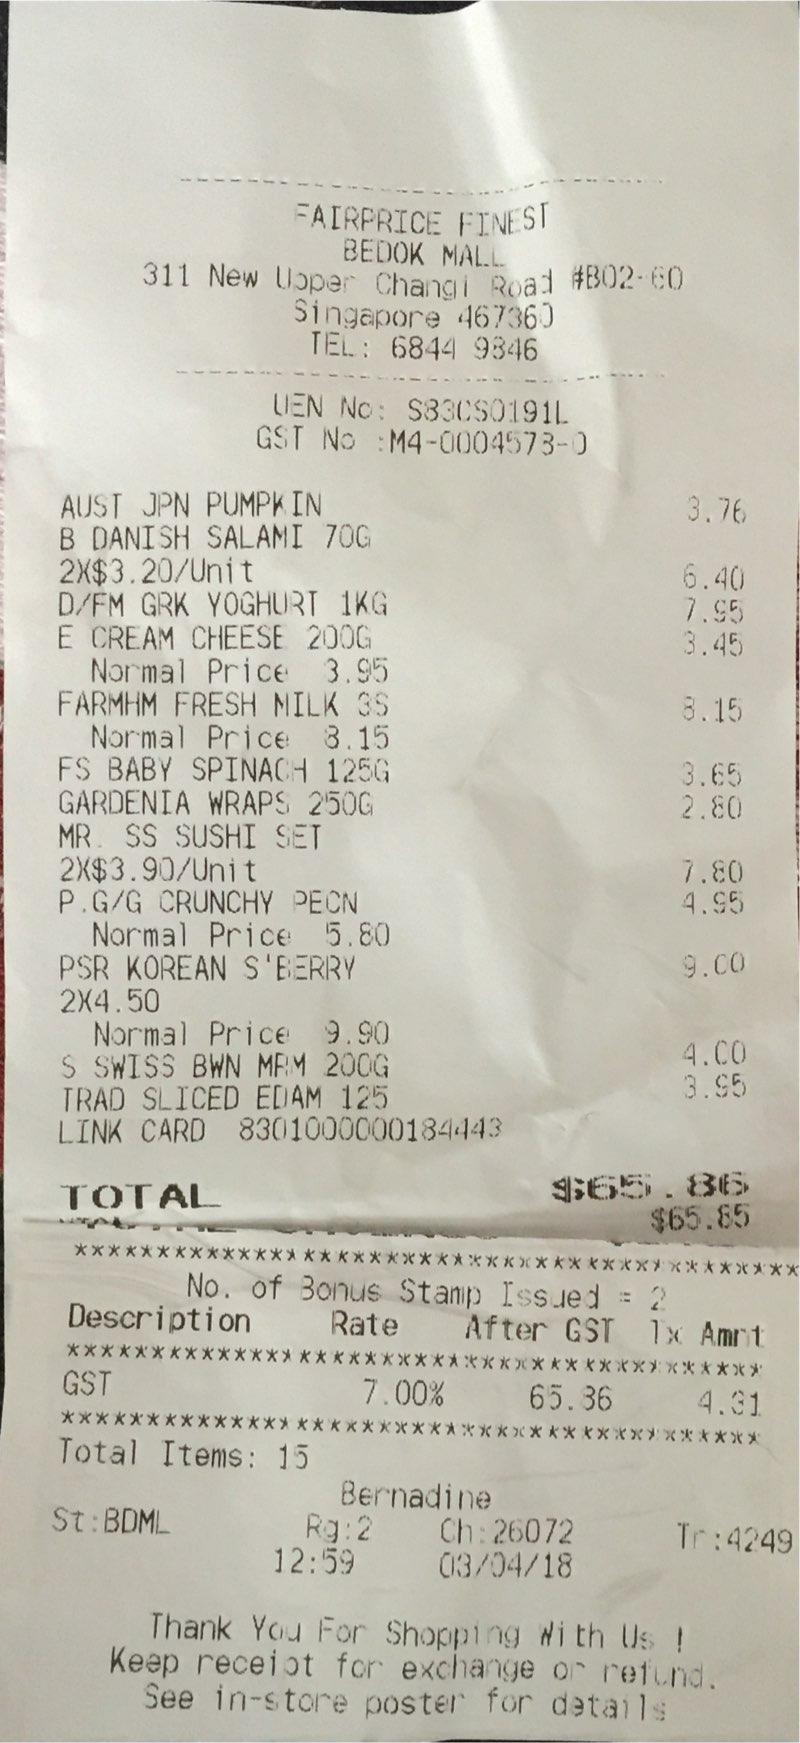 FAIRPRICE FINEST
BEDOK MALL
311 New Upper Changi Road #B02-60
Singapore 467360
TEL: 6844
UEN No: S83CS0191L
GST No :M4-0004578-0
AUST JPN PUMPKIN 3.76
B DANISH SALAMI 70G
2X$3.20/Unit 6.40
D/FM GRK YOGHURT 1KG 7.95
E CREAM CHEESE 200G 3.45
Normal Price 3.95
FARMHM FRESH MILK 3S 8.15
Normal Price 8.15
FS BABY SPINACH 125G 3.65
GARDENIA WRAPS 250G 2.80
MR. SS SUSHI SET
2X$3.90/Unit 7.80
P.G/G CRUNCHY PECN 4.95
Normal Price 5.80
PSR KOREAN S'BERRY 9.00
2X4.50
Normal Price 9.90
S SWISS BWN MRM 200G 4.00
TRAD SLICED EDAM 125 3.95
LINK CARD 8301000000184443
TOTAL $65.86
$65.85
************************************
No. of Bonus Stamp Issued = 2
Description Rate After GST Tx Amnt
************************************
GST 7.00% 65.86 4.31
************************************
Total Items: 15
Bernadine
St:BDML Rg:2 Ch:26072 Tr:4249
12:59 03/04/18
Thank You For Shopping With Us !
Keep receipt for exchange or refund.
See in-store poster for details